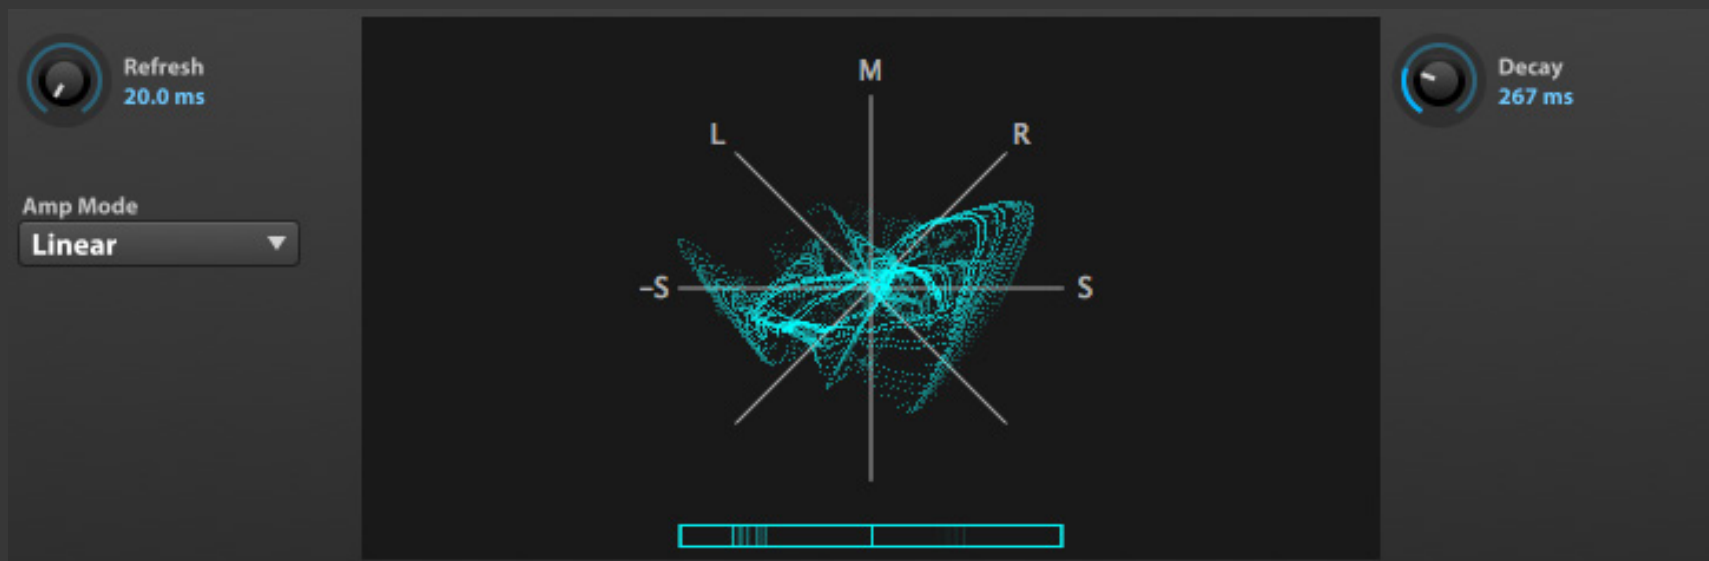 Refresh
20.0 ms
Amp Mode
Linear
M
L
R
–S
S
Decay
267 ms